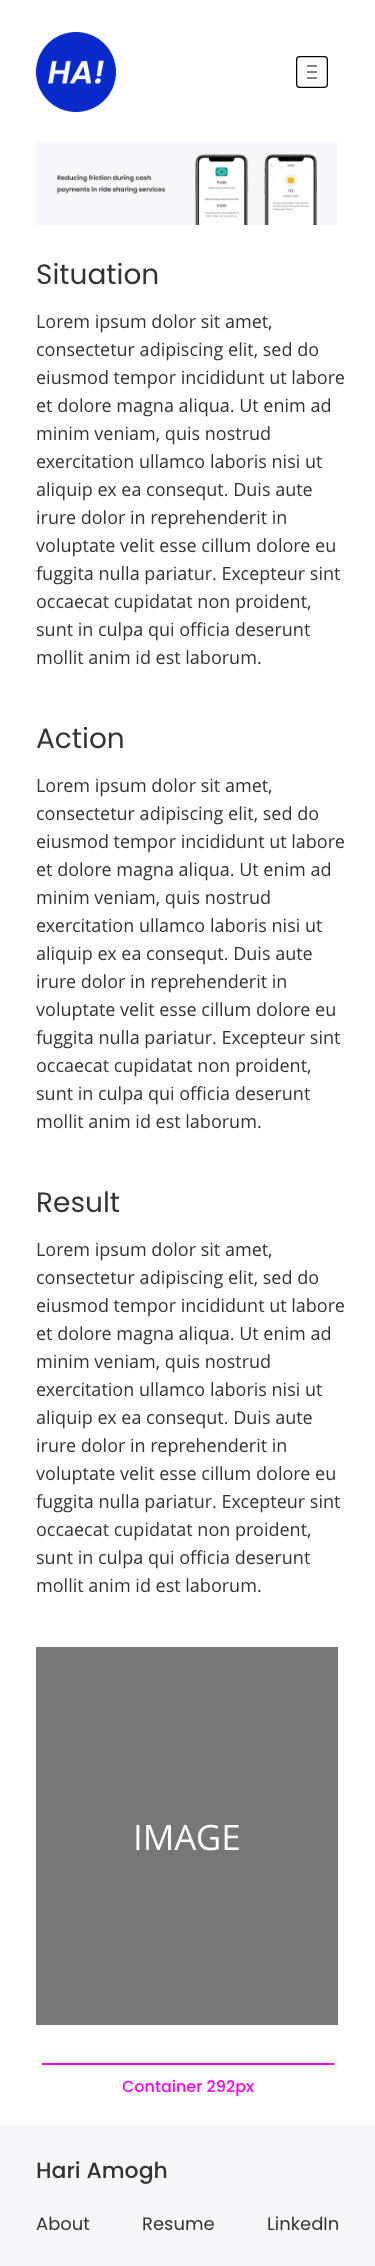 HA!
Reducing friction during cash
payments in ride sharing services
Situation
Lorem ipsum dolor sit amet,
consectetur adipiscing elit, sed do
eiusmod tempor incididunt ut labore
et dolore magna aliqua. Ut enim ad
minim veniam, quis nostrud
exercitation ullamco laboris nisi ut
aliquip ex ea consequt. Duis aute
irure dolor in reprehenderit in
voluptate velit esse cillum dolore eu
fuggita nulla pariatur. Excepteur sint
occaecat cupidatat non proident,
sunt in culpa qui officia deserunt
mollit anim id est laborum.
Action
Lorem ipsum dolor sit amet,
consectetur adipiscing elit, sed do
eiusmod tempor incididunt ut labore
et dolore magna aliqua. Ut enim ad
minim veniam, quis nostrud
exercitation ullamco laboris nisi ut
aliquip ex ea consequt. Duis aute
irure dolor in reprehenderit in
voluptate velit esse cillum dolore eu
fuggita nulla pariatur. Excepteur sint
occaecat cupidatat non proident,
sunt in culpa qui officia deserunt
mollit anim id est laborum.
Result
Lorem ipsum dolor sit amet,
consectetur adipiscing elit, sed do
eiusmod tempor incididunt ut labore
et dolore magna aliqua. Ut enim ad
minim veniam, quis nostrud
exercitation ullamco laboris nisi ut
aliquip ex ea consequt. Duis aute
irure dolor in reprehenderit in
voluptate velit esse cillum dolore eu
fuggita nulla pariatur. Excepteur sint
occaecat cupidatat non proident,
sunt in culpa qui officia deserunt
mollit anim id est laborum.
IMAGE
Container 292px
Hari Amogh
About Resume LinkedIn